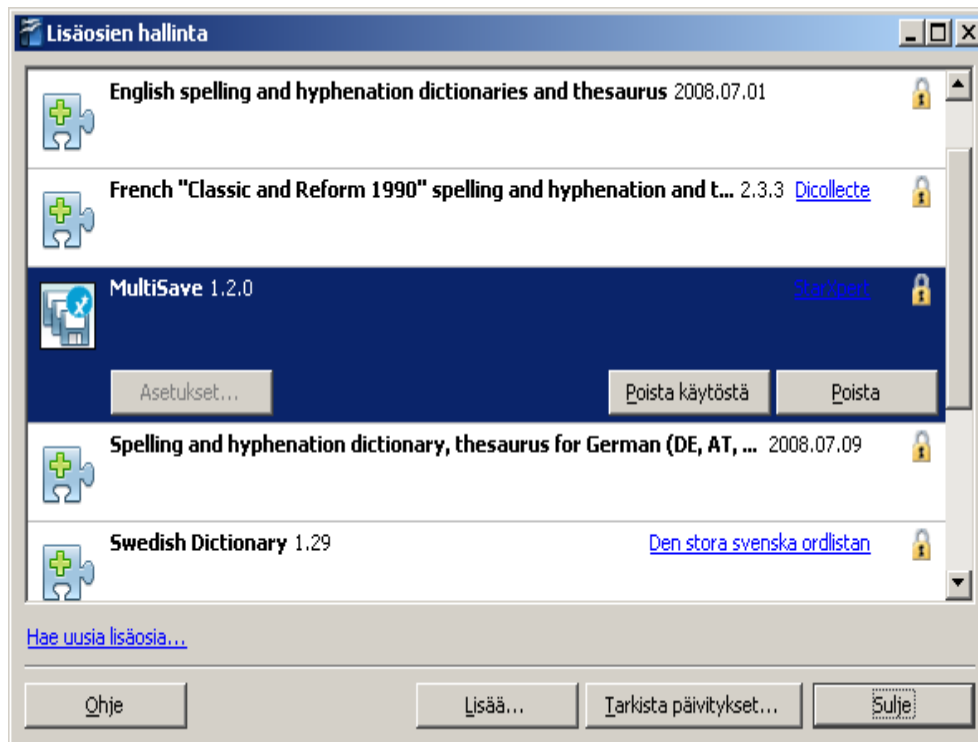 Lisäosien hallinta
English spelling and hyphenation dictionaries and thesaurus 2008.07.01
French "Classic and Reform 1990" spelling and hyphenation and t... 2.3.3 Dicollecte
MultiSave 1.2.0 StarXpert
Asetukset... Poista käytöstä Poista
Spelling and hyphenation dictionary, thesaurus for German (DE, AT, ... 2008.07.09
Swedish Dictionary 1.29 Den stora svenska ordlistan
Hae uusia lisäosia...
Ohje Lisää... Tarkista päivitykset... Sulje